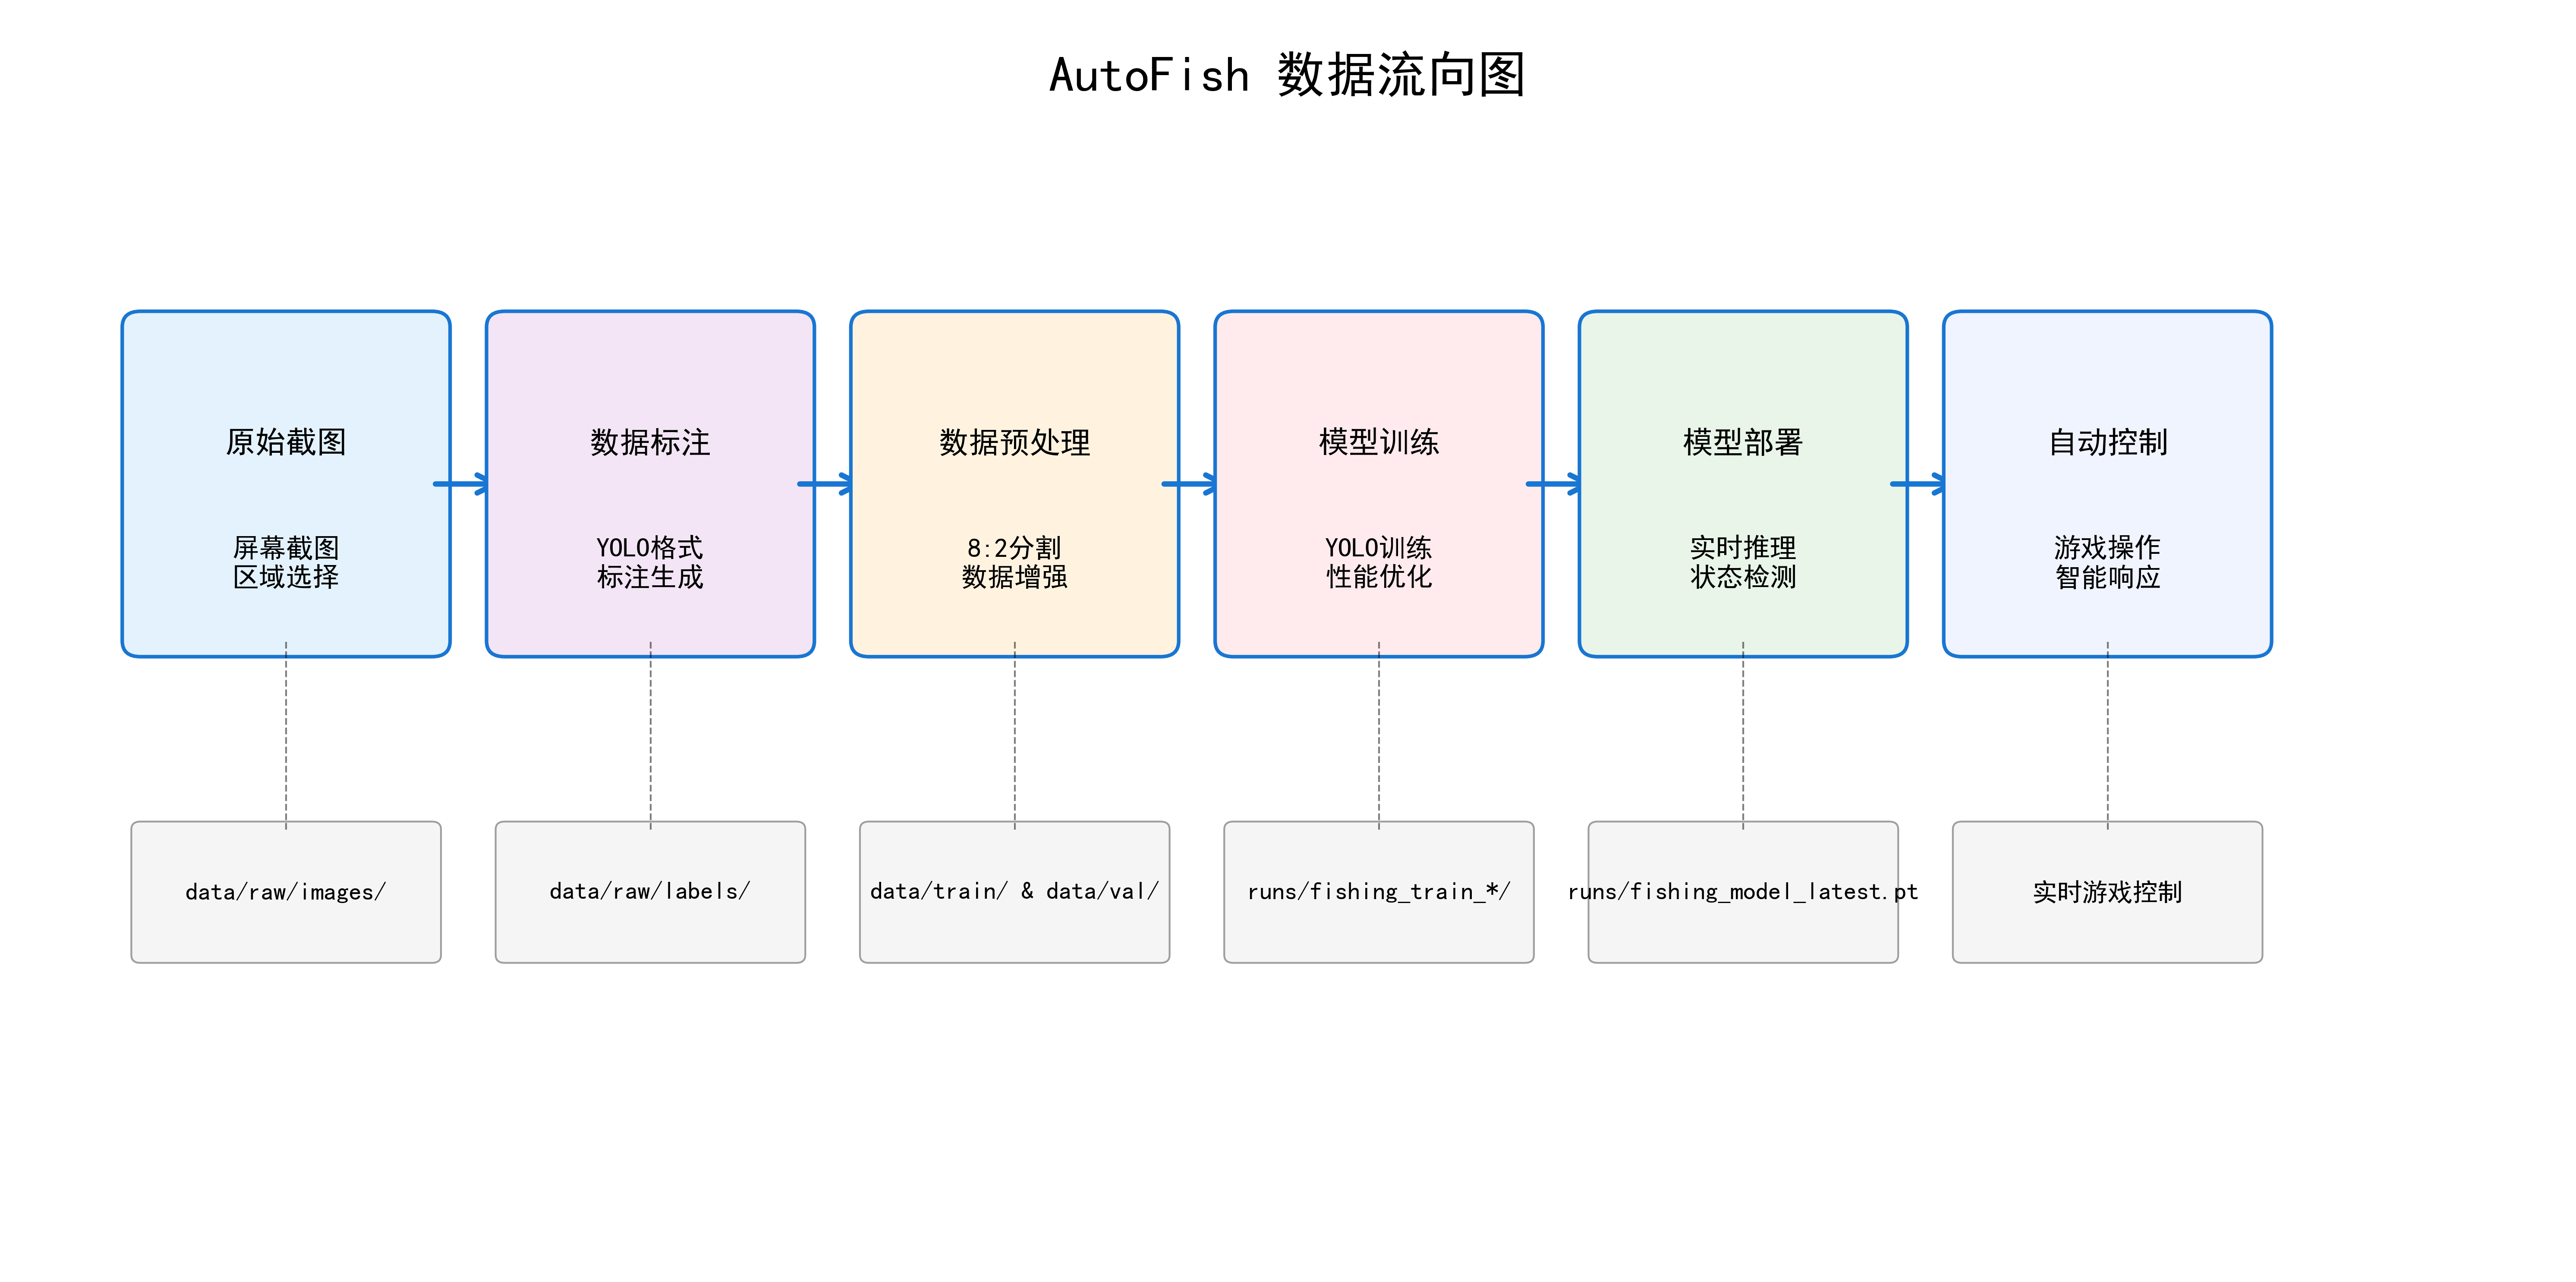 AutoFish 数据流向图
原始截图
屏幕截图
区域选择
数据标注
YOLO格式
标注生成
数据预处理
8:2分割
数据增强
模型训练
YOLO训练
性能优化
模型部署
实时推理
状态检测
自动控制
游戏操作
智能响应
data/raw/images/
data/raw/labels/
data/train/ & data/val/
runs/fishing_train_*/
runs/fishing_model_latest.pt
实时游戏控制